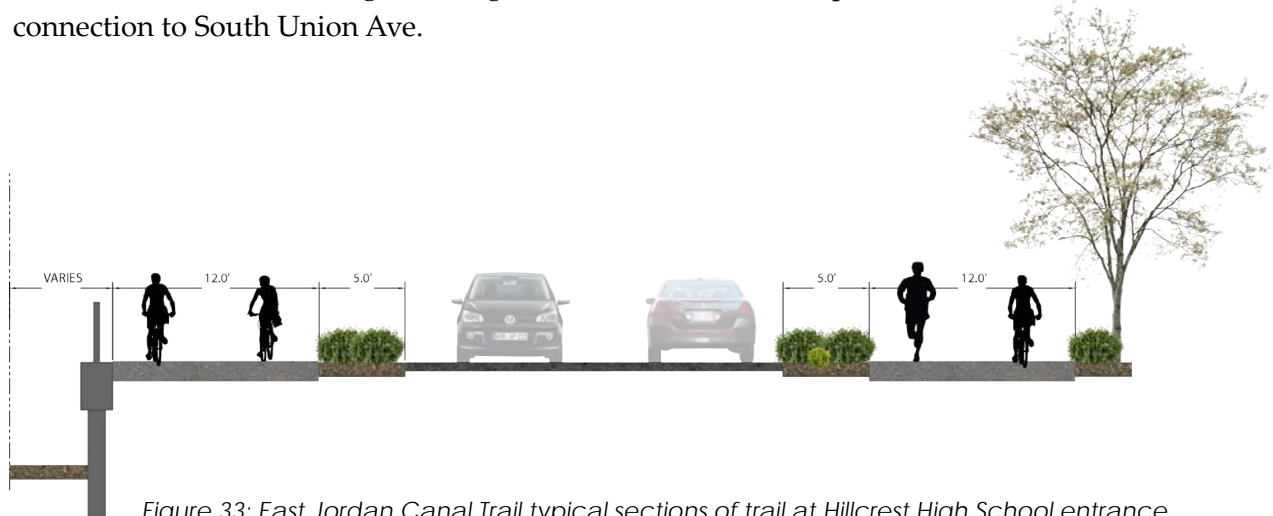 connection to South Union Ave.
VARIES 12.0' 5.0' 5.0' 12.0'
Figure 33: East Jordan Canal Trail typical sections of trail at Hillcrest High School entrance